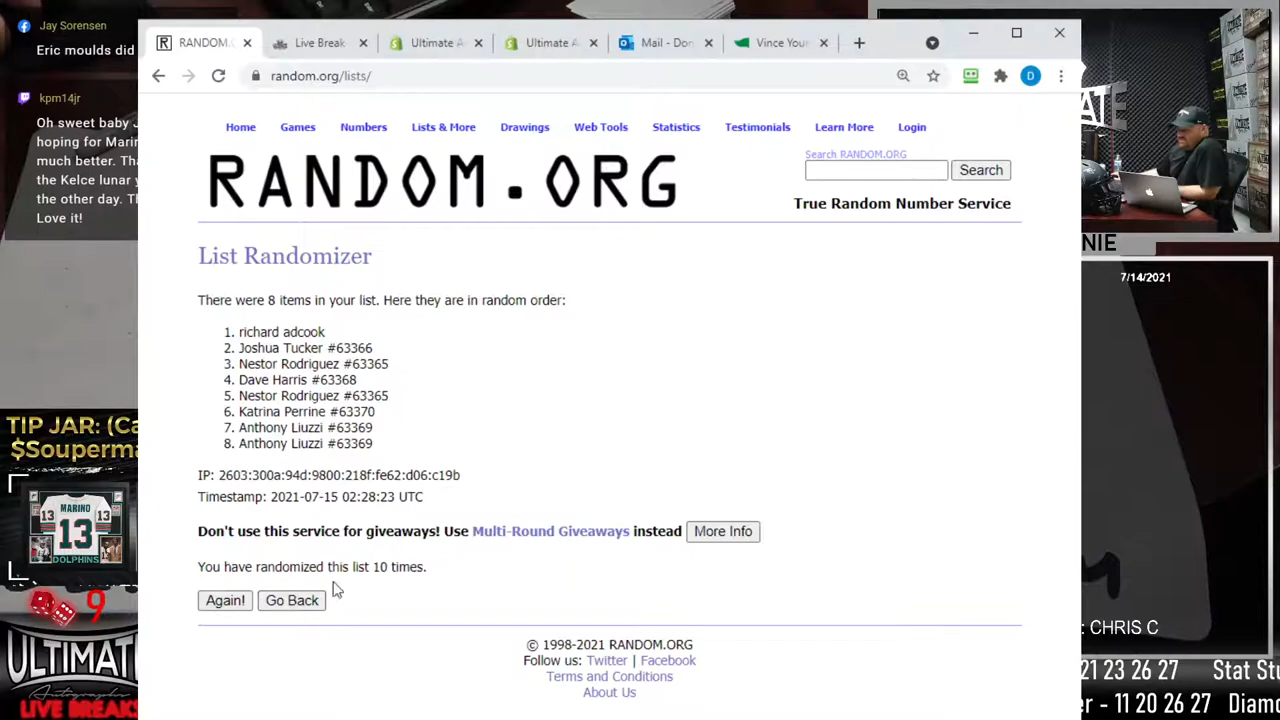 Jay Sorensen
Eric moulds did
kpm14jr
Oh sweet baby J
hoping for Marin
much better. Tha
the Kelce lunar y
the other day. T
Love it!
RANDOM.
Live Break
Ultimate A
Ultimate A
Mail - Don
Vince Your
random.org/lists/
D
Home Games Numbers Lists & More Drawings Web Tools Statistics Testimonials Learn More Login
RANDOM.ORG
Search RANDOM.ORG
Search
True Random Number Service
List Randomizer
There were 8 items in your list. Here they are in random order:
1. richard adcook
2. Joshua Tucker #63366
3. Nestor Rodriguez #63365
4. Dave Harris #63368
5. Nestor Rodriguez #63365
6. Katrina Perrine #63370
7. Anthony Liuzzi #63369
8. Anthony Liuzzi #63369
IP: 2603:300a:94d:9800:218f:fe62:d06:c19b
Timestamp: 2021-07-15 02:28:23 UTC
Don't use this service for giveaways! Use Multi-Round Giveaways instead More Info
You have randomized this list 10 times.
Again! Go Back
© 1998-2021 RANDOM.ORG
Follow us: Twitter | Facebook
Terms and Conditions
About Us
TIP JAR: (Ca
$Souperma
MARINO
13 13 13
DOLPHINS
9
ULTIMAT
Autographs
LIVE BREAKS
AT
NIE
7/14/2021
: CHRIS C
21 23 26 27 Stat Stu
er - 11 20 26 27 Diamo